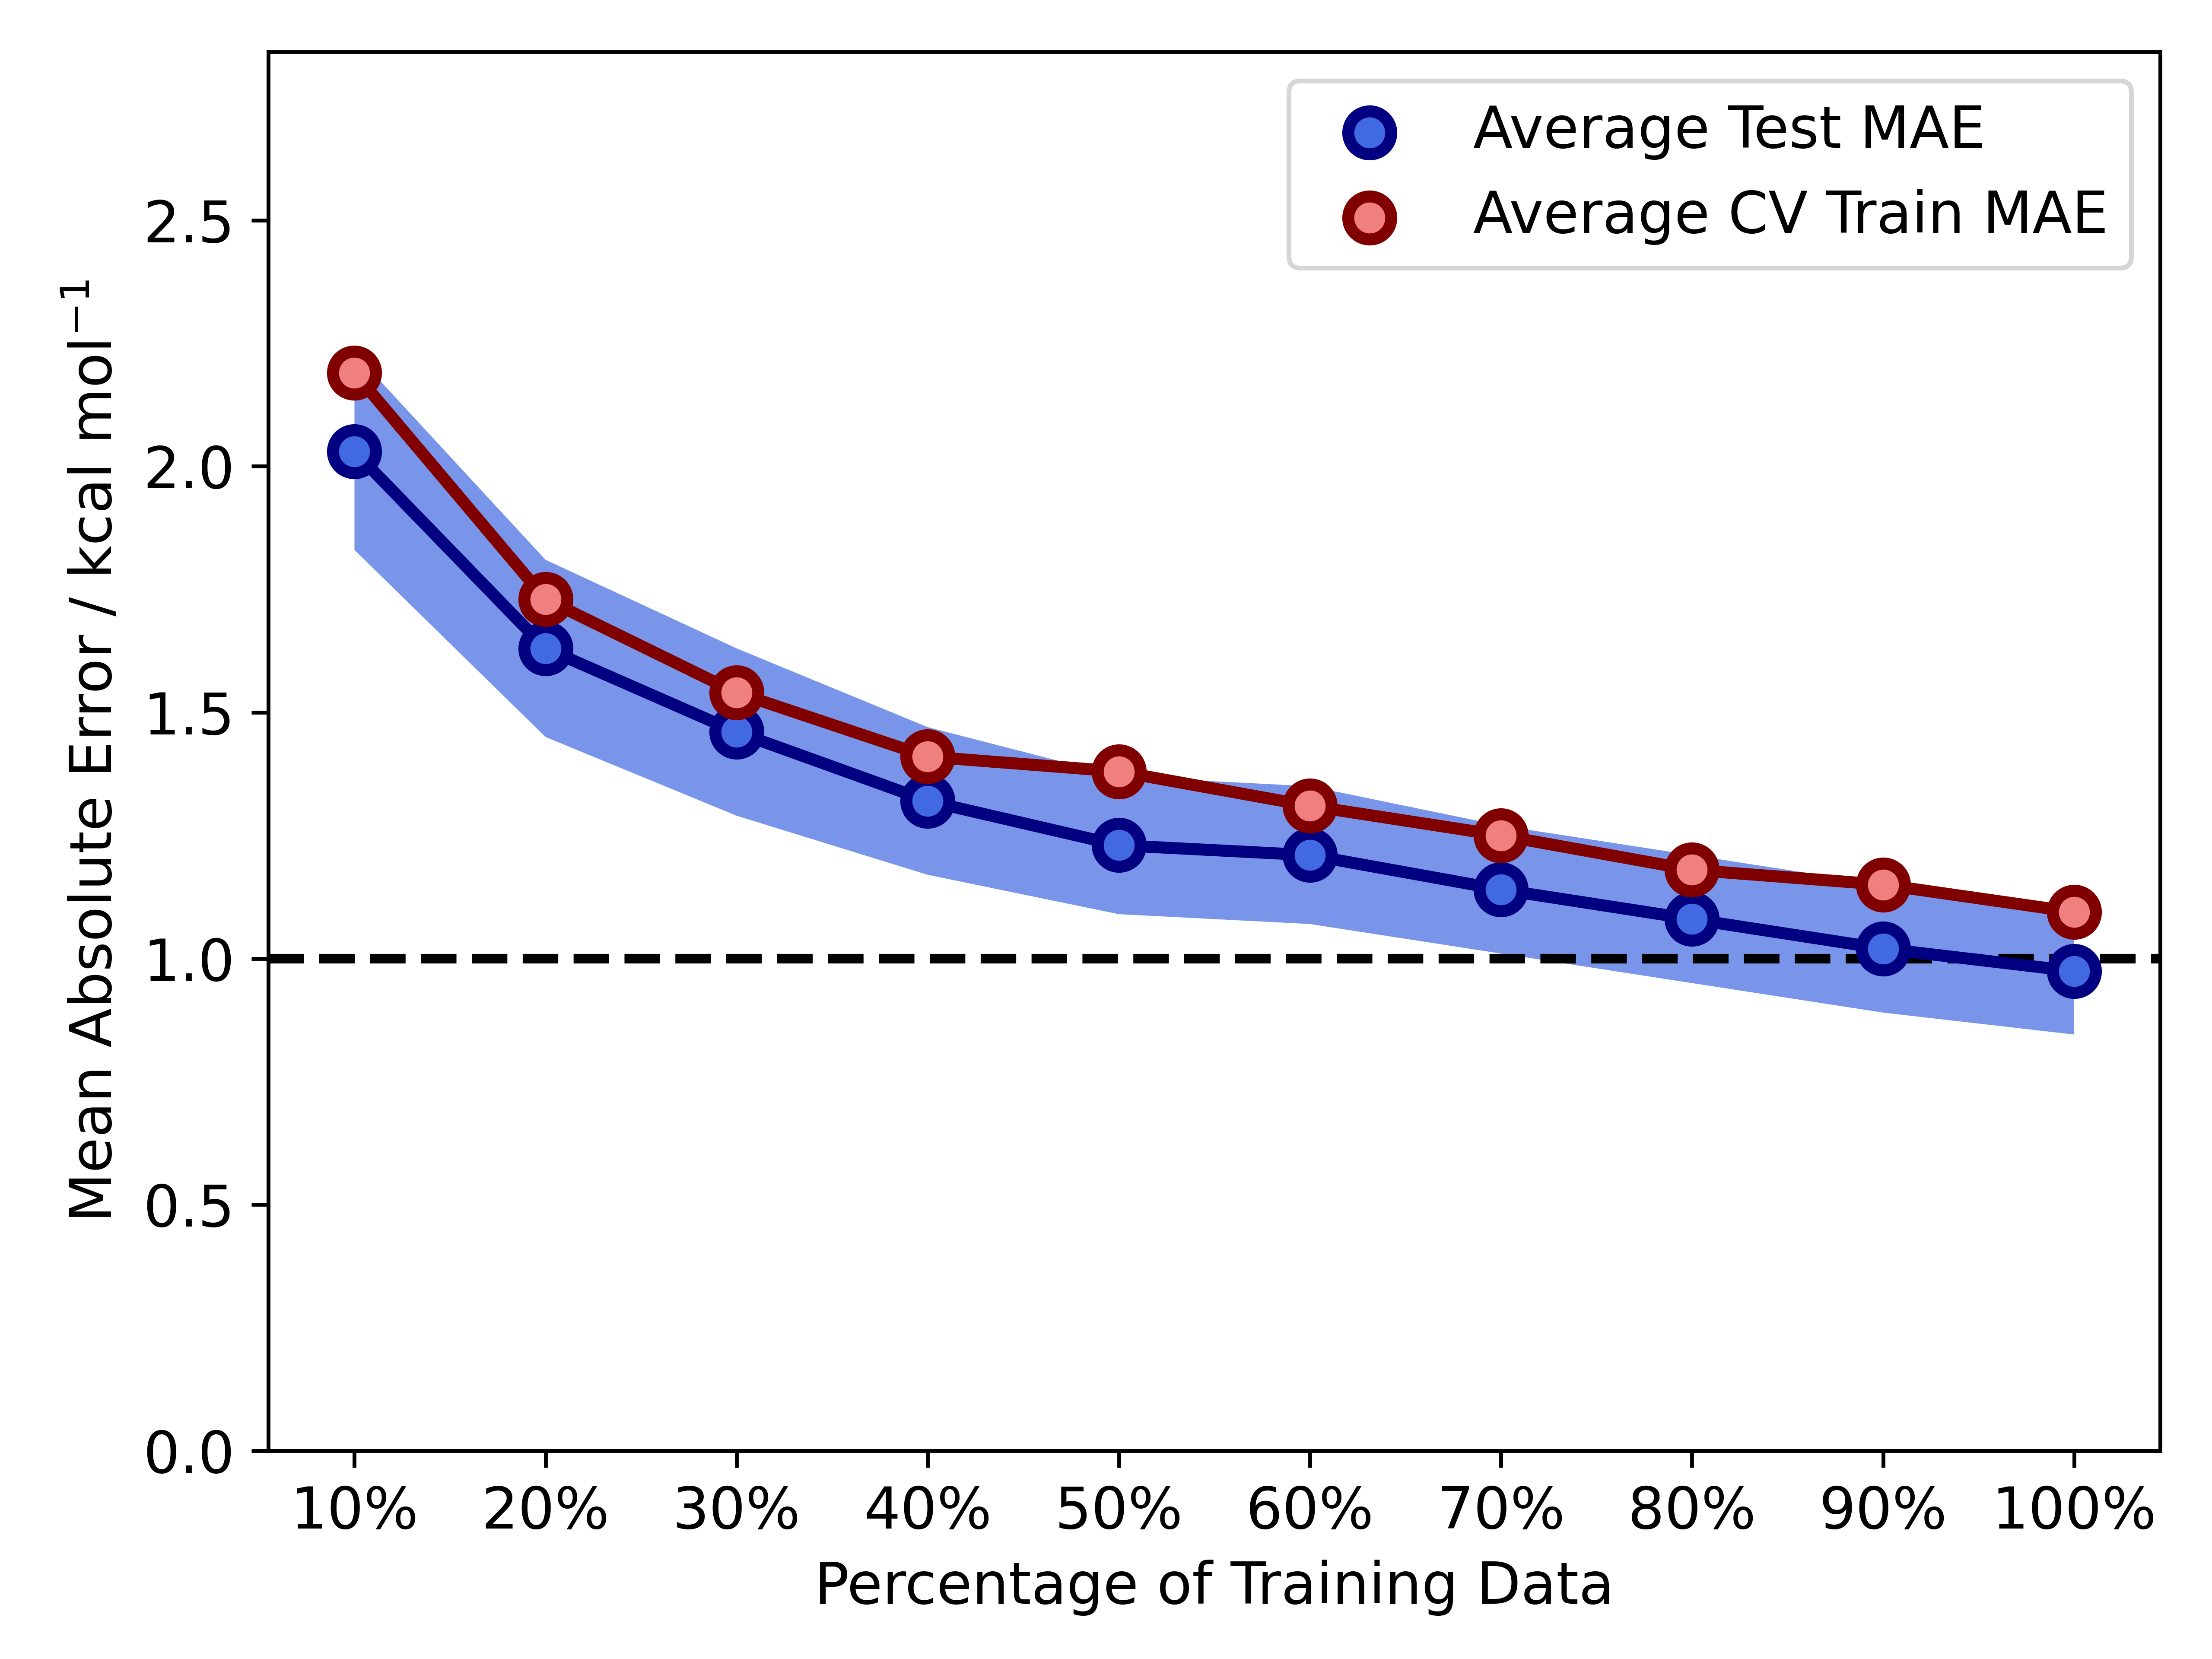 Average Test MAE
Average CV Train MAE
Mean Absolute Error / kcal mol⁻¹
2.5
2.0
1.5
1.0
0.5
0.0
10% 20% 30% 40% 50% 60% 70% 80% 90% 100%
Percentage of Training Data